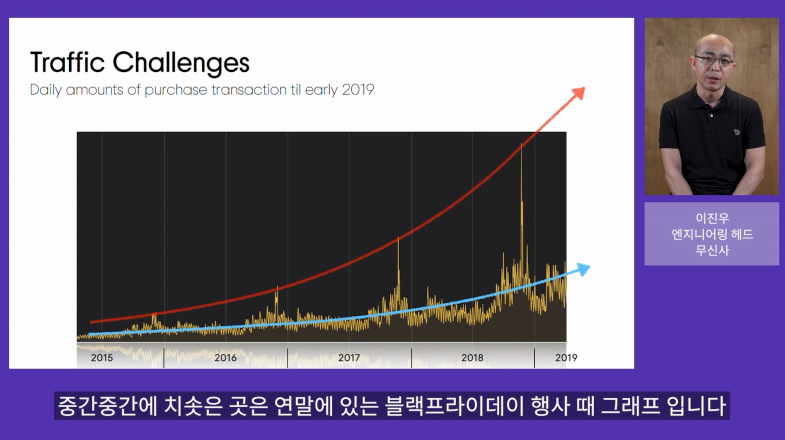 Traffic Challenges
Daily amounts of purchase transaction til early 2019
2015 2016 2017 2018 2019
이진우
엔지니어링 헤드
무신사
중간중간에 치솟은 곳은 연말에 있는 블랙프라이데이 행사 때 그래프 입니다